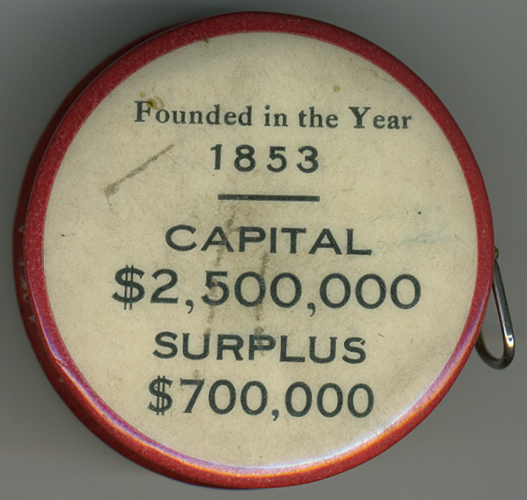 Founded in the Year
1853
CAPITAL
$2,500,000
SURPLUS
$700,000